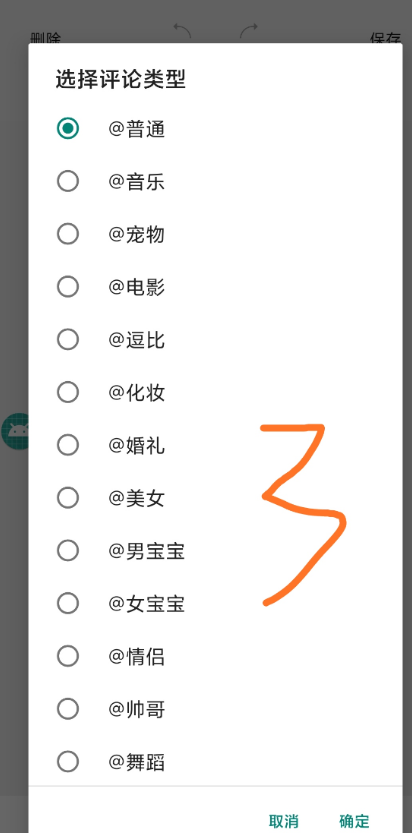 删除 保存
选择评论类型
@普通
@音乐
@宠物
@电影
@逗比
@化妆
@婚礼
@美女
@男宝宝
@女宝宝
3
@情侣
@帅哥
@舞蹈
取消 确定